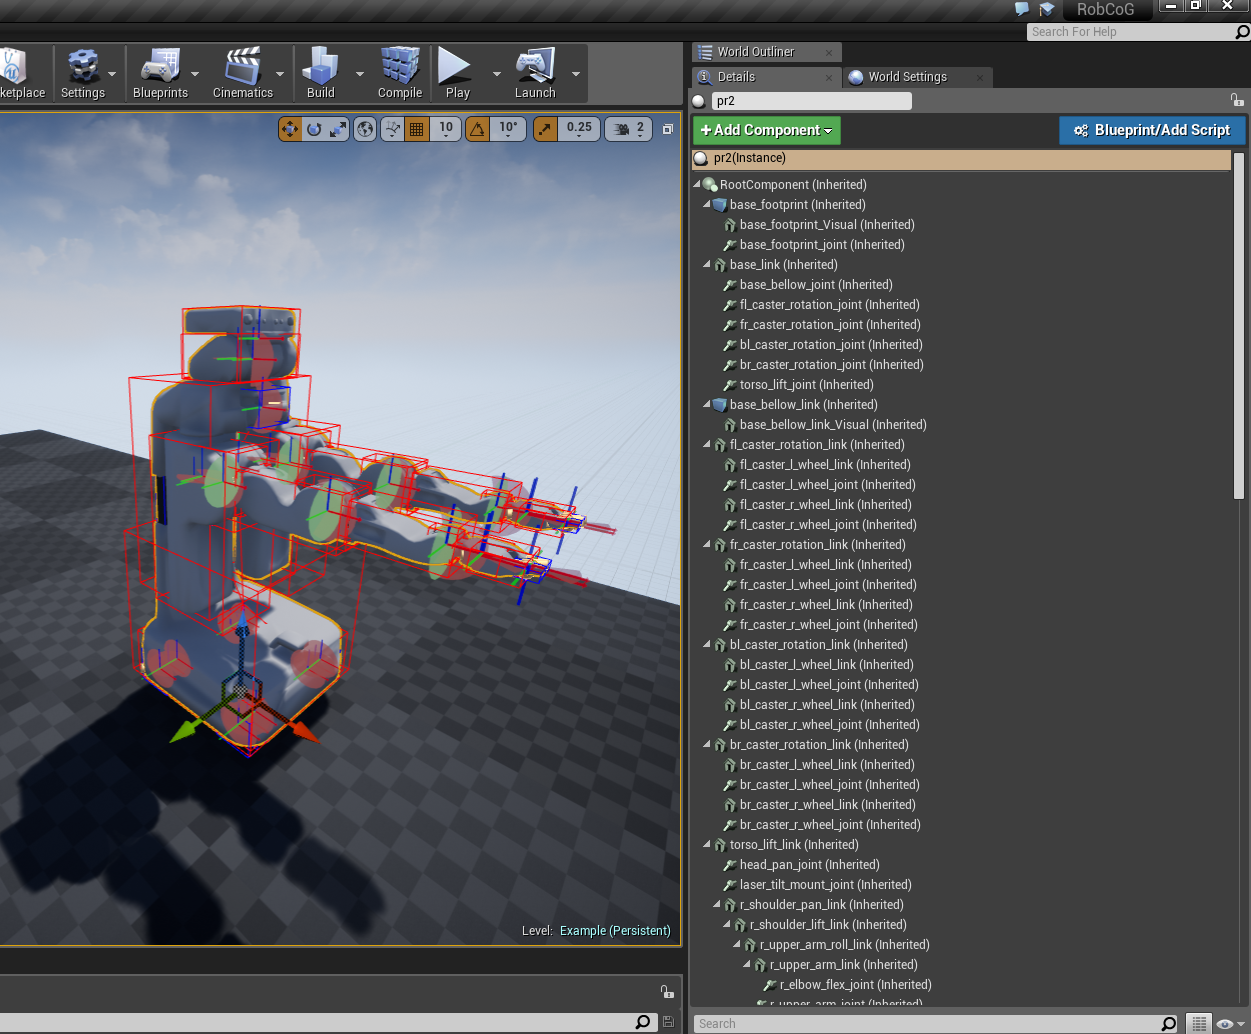 RobCoG
Search For Help
World Outliner
Details
World Settings
ketplace
Settings
Blueprints
Cinematics
Build
Compile
Play
Launch
pr2
10
10°
0.25
2
+Add Component
Blueprint/Add Script
pr2(Instance)
RootComponent (Inherited)
base_footprint (Inherited)
base_footprint_Visual (Inherited)
base_footprint_joint (Inherited)
base_link (Inherited)
base_bellow_joint (Inherited)
fl_caster_rotation_joint (Inherited)
fr_caster_rotation_joint (Inherited)
bl_caster_rotation_joint (Inherited)
br_caster_rotation_joint (Inherited)
torso_lift_joint (Inherited)
base_bellow_link (Inherited)
base_bellow_link_Visual (Inherited)
fl_caster_rotation_link (Inherited)
fl_caster_l_wheel_link (Inherited)
fl_caster_l_wheel_joint (Inherited)
fl_caster_r_wheel_link (Inherited)
fl_caster_r_wheel_joint (Inherited)
fr_caster_rotation_link (Inherited)
fr_caster_l_wheel_link (Inherited)
fr_caster_l_wheel_joint (Inherited)
fr_caster_r_wheel_link (Inherited)
fr_caster_r_wheel_joint (Inherited)
bl_caster_rotation_link (Inherited)
bl_caster_l_wheel_link (Inherited)
bl_caster_l_wheel_joint (Inherited)
bl_caster_r_wheel_link (Inherited)
bl_caster_r_wheel_joint (Inherited)
br_caster_rotation_link (Inherited)
br_caster_l_wheel_link (Inherited)
br_caster_l_wheel_joint (Inherited)
br_caster_r_wheel_link (Inherited)
br_caster_r_wheel_joint (Inherited)
torso_lift_link (Inherited)
head_pan_joint (Inherited)
laser_tilt_mount_joint (Inherited)
r_shoulder_pan_link (Inherited)
r_shoulder_lift_link (Inherited)
r_upper_arm_roll_link (Inherited)
r_upper_arm_link (Inherited)
r_elbow_flex_joint (Inherited)
r_upper_arm_joint (Inherited)
Level: Example (Persistent)
Search